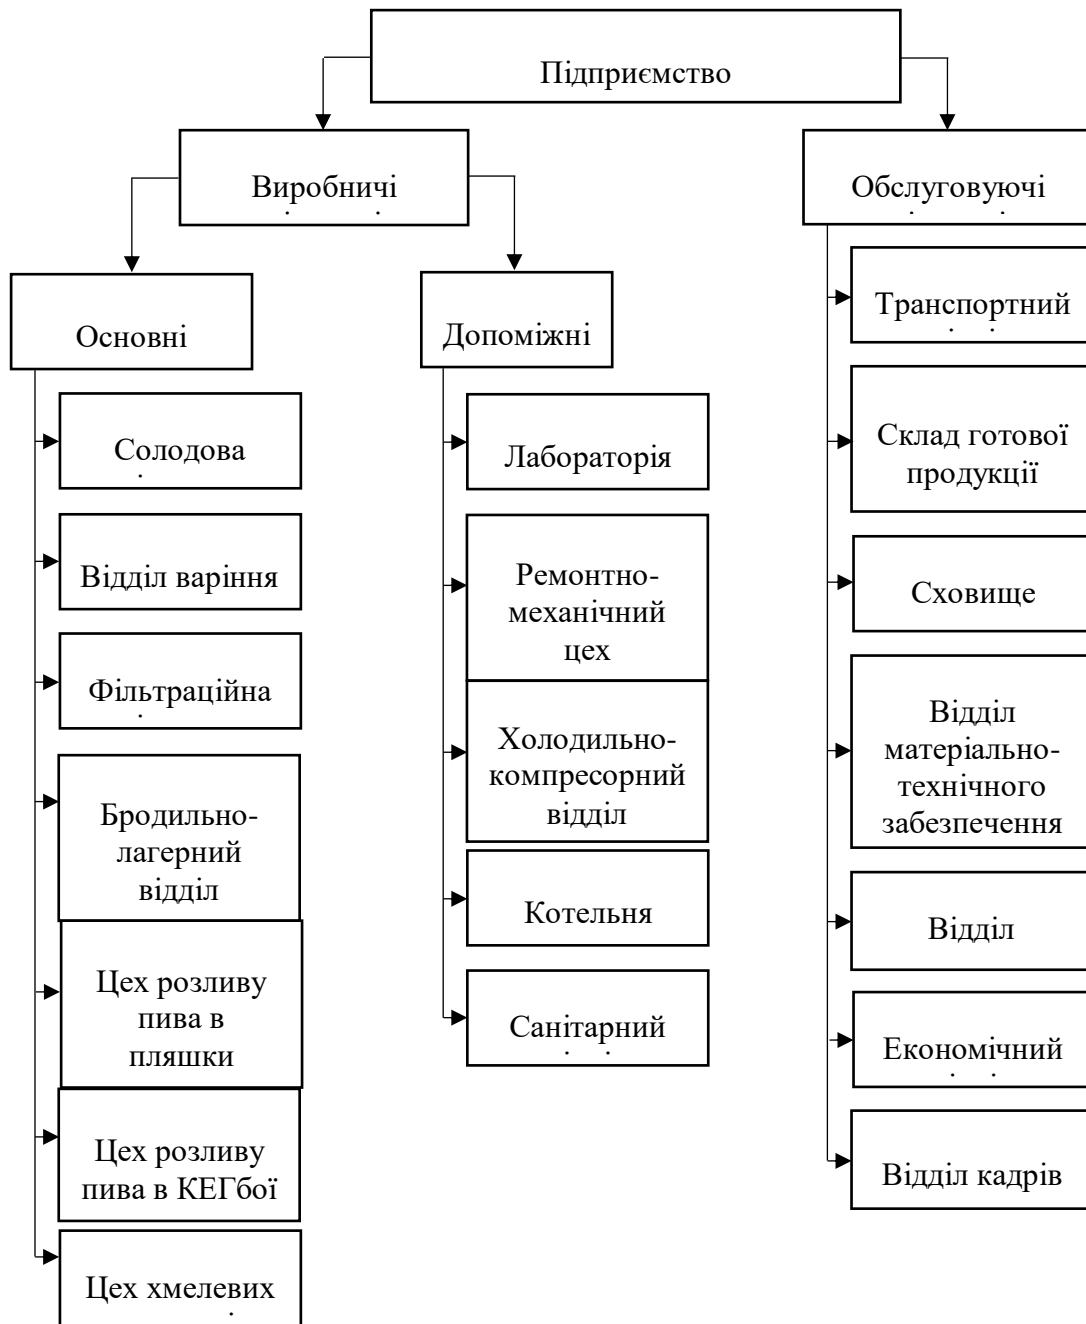 Підприємство
Виробничі
Обслуговуючі
Основні
Солодова
Відділ варіння
Фільтраційна
Бродильно-
лагерний
відділ
Цех розливу
пива в
пляшки
Цех розливу
пива в КЕГбої
Цех хмелевих
Допоміжні
Лабораторія
Ремонтно-
механічний
цех
Холодильно-
компресорний
відділ
Котельня
Санітарний
Транспортний
Склад готової
продукції
Сховище
Відділ
матеріально-
технічного
забезпечення
Відділ
Економічний
Відділ кадрів